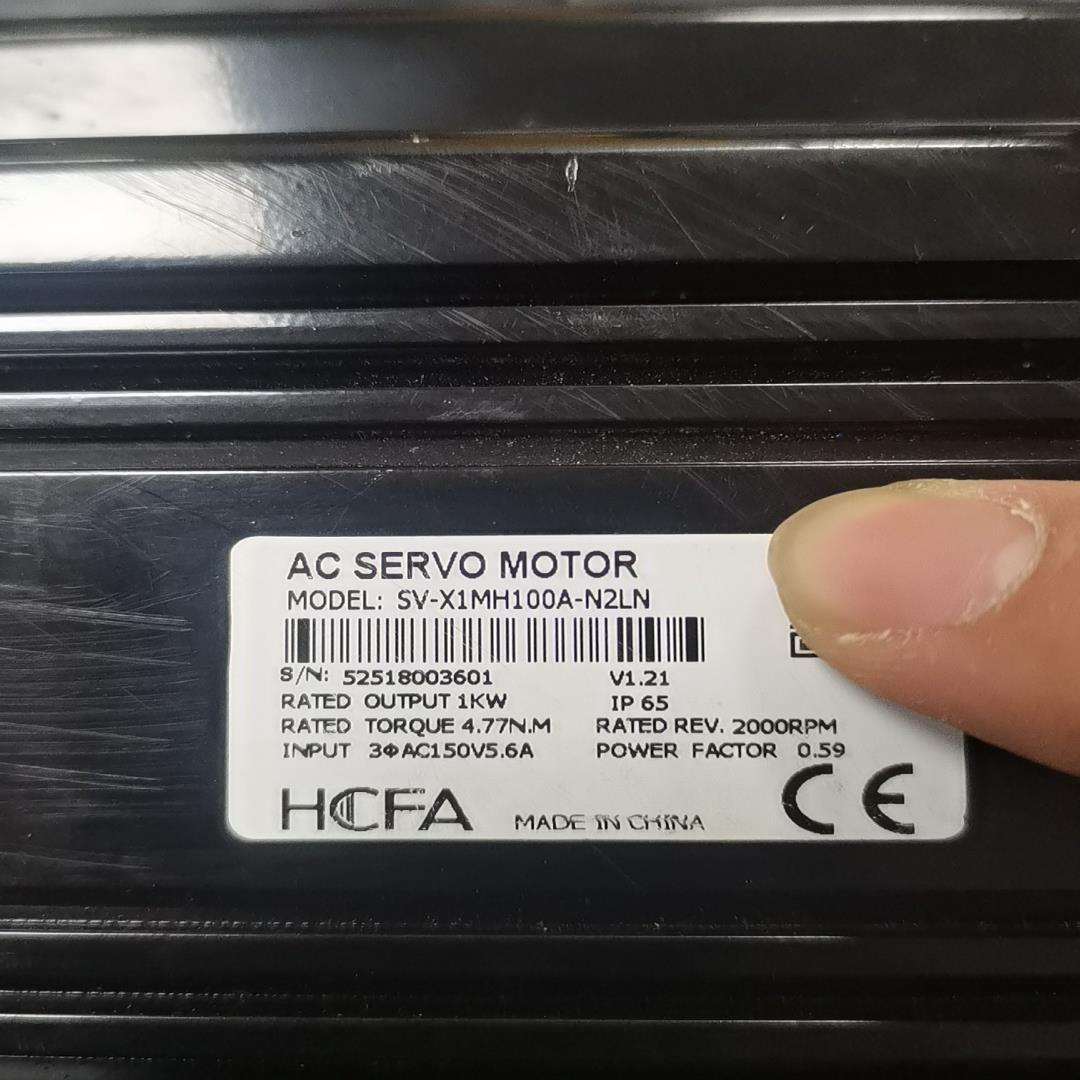 AC SERVO MOTOR
MODEL: SV-X1MH100A-N2LN
S/N: 52518003601 V1.21
RATED OUTPUT 1KW IP 65
RATED TORQUE 4.77N.M RATED REV. 2000RPM
INPUT 3ΦAC150V5.6A POWER FACTOR 0.59
HCFA MADE IN CHINA CE